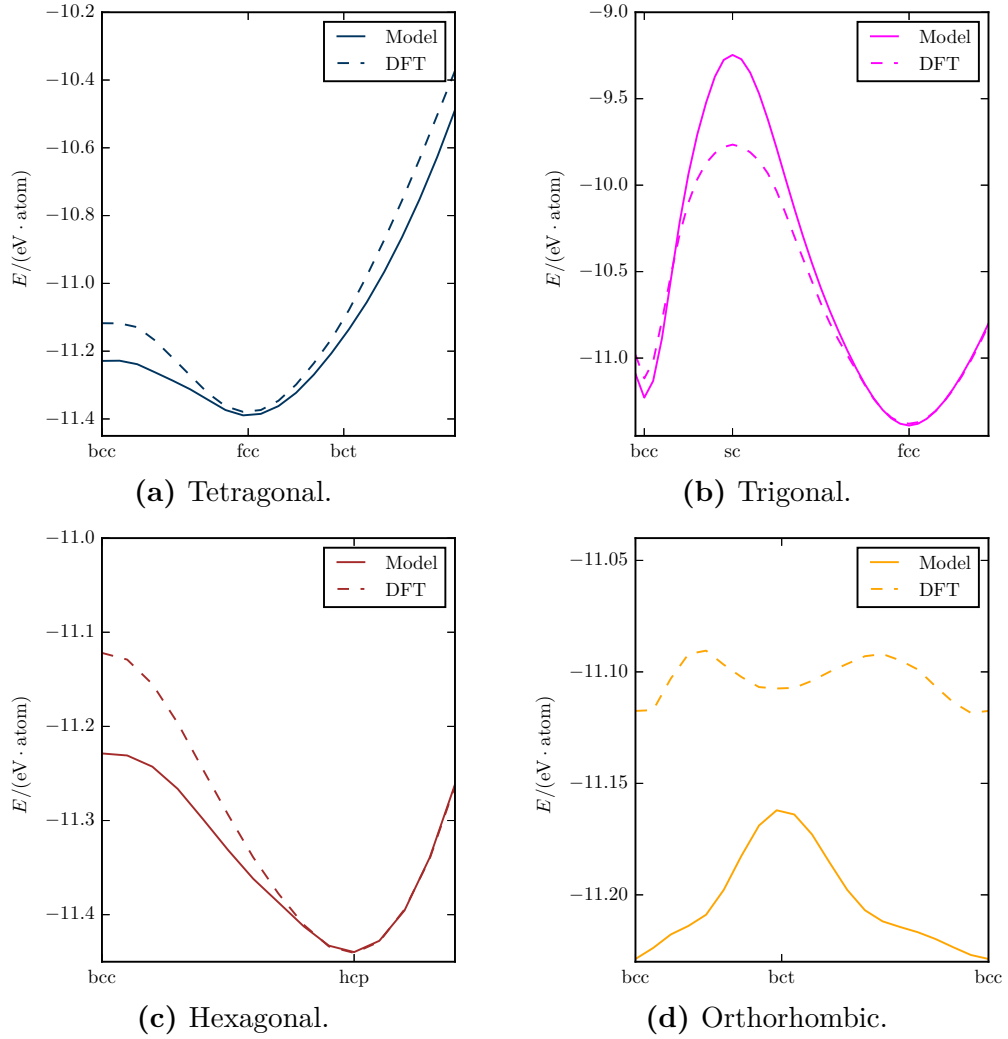 −10.2
−10.4
−10.6
−10.8
−11.0
−11.2
−11.4
E/(eV · atom)
Model
DFT
bcc fcc bct
(a) Tetragonal.
−9.0
−9.5
−10.0
−10.5
−11.0
E/(eV · atom)
Model
DFT
bcc sc fcc
(b) Trigonal.
−11.0
−11.1
−11.2
−11.3
−11.4
E/(eV · atom)
Model
DFT
bcc hcp
(c) Hexagonal.
−11.05
−11.10
−11.15
−11.20
E/(eV · atom)
Model
DFT
bcc bct bcc
(d) Orthorhombic.